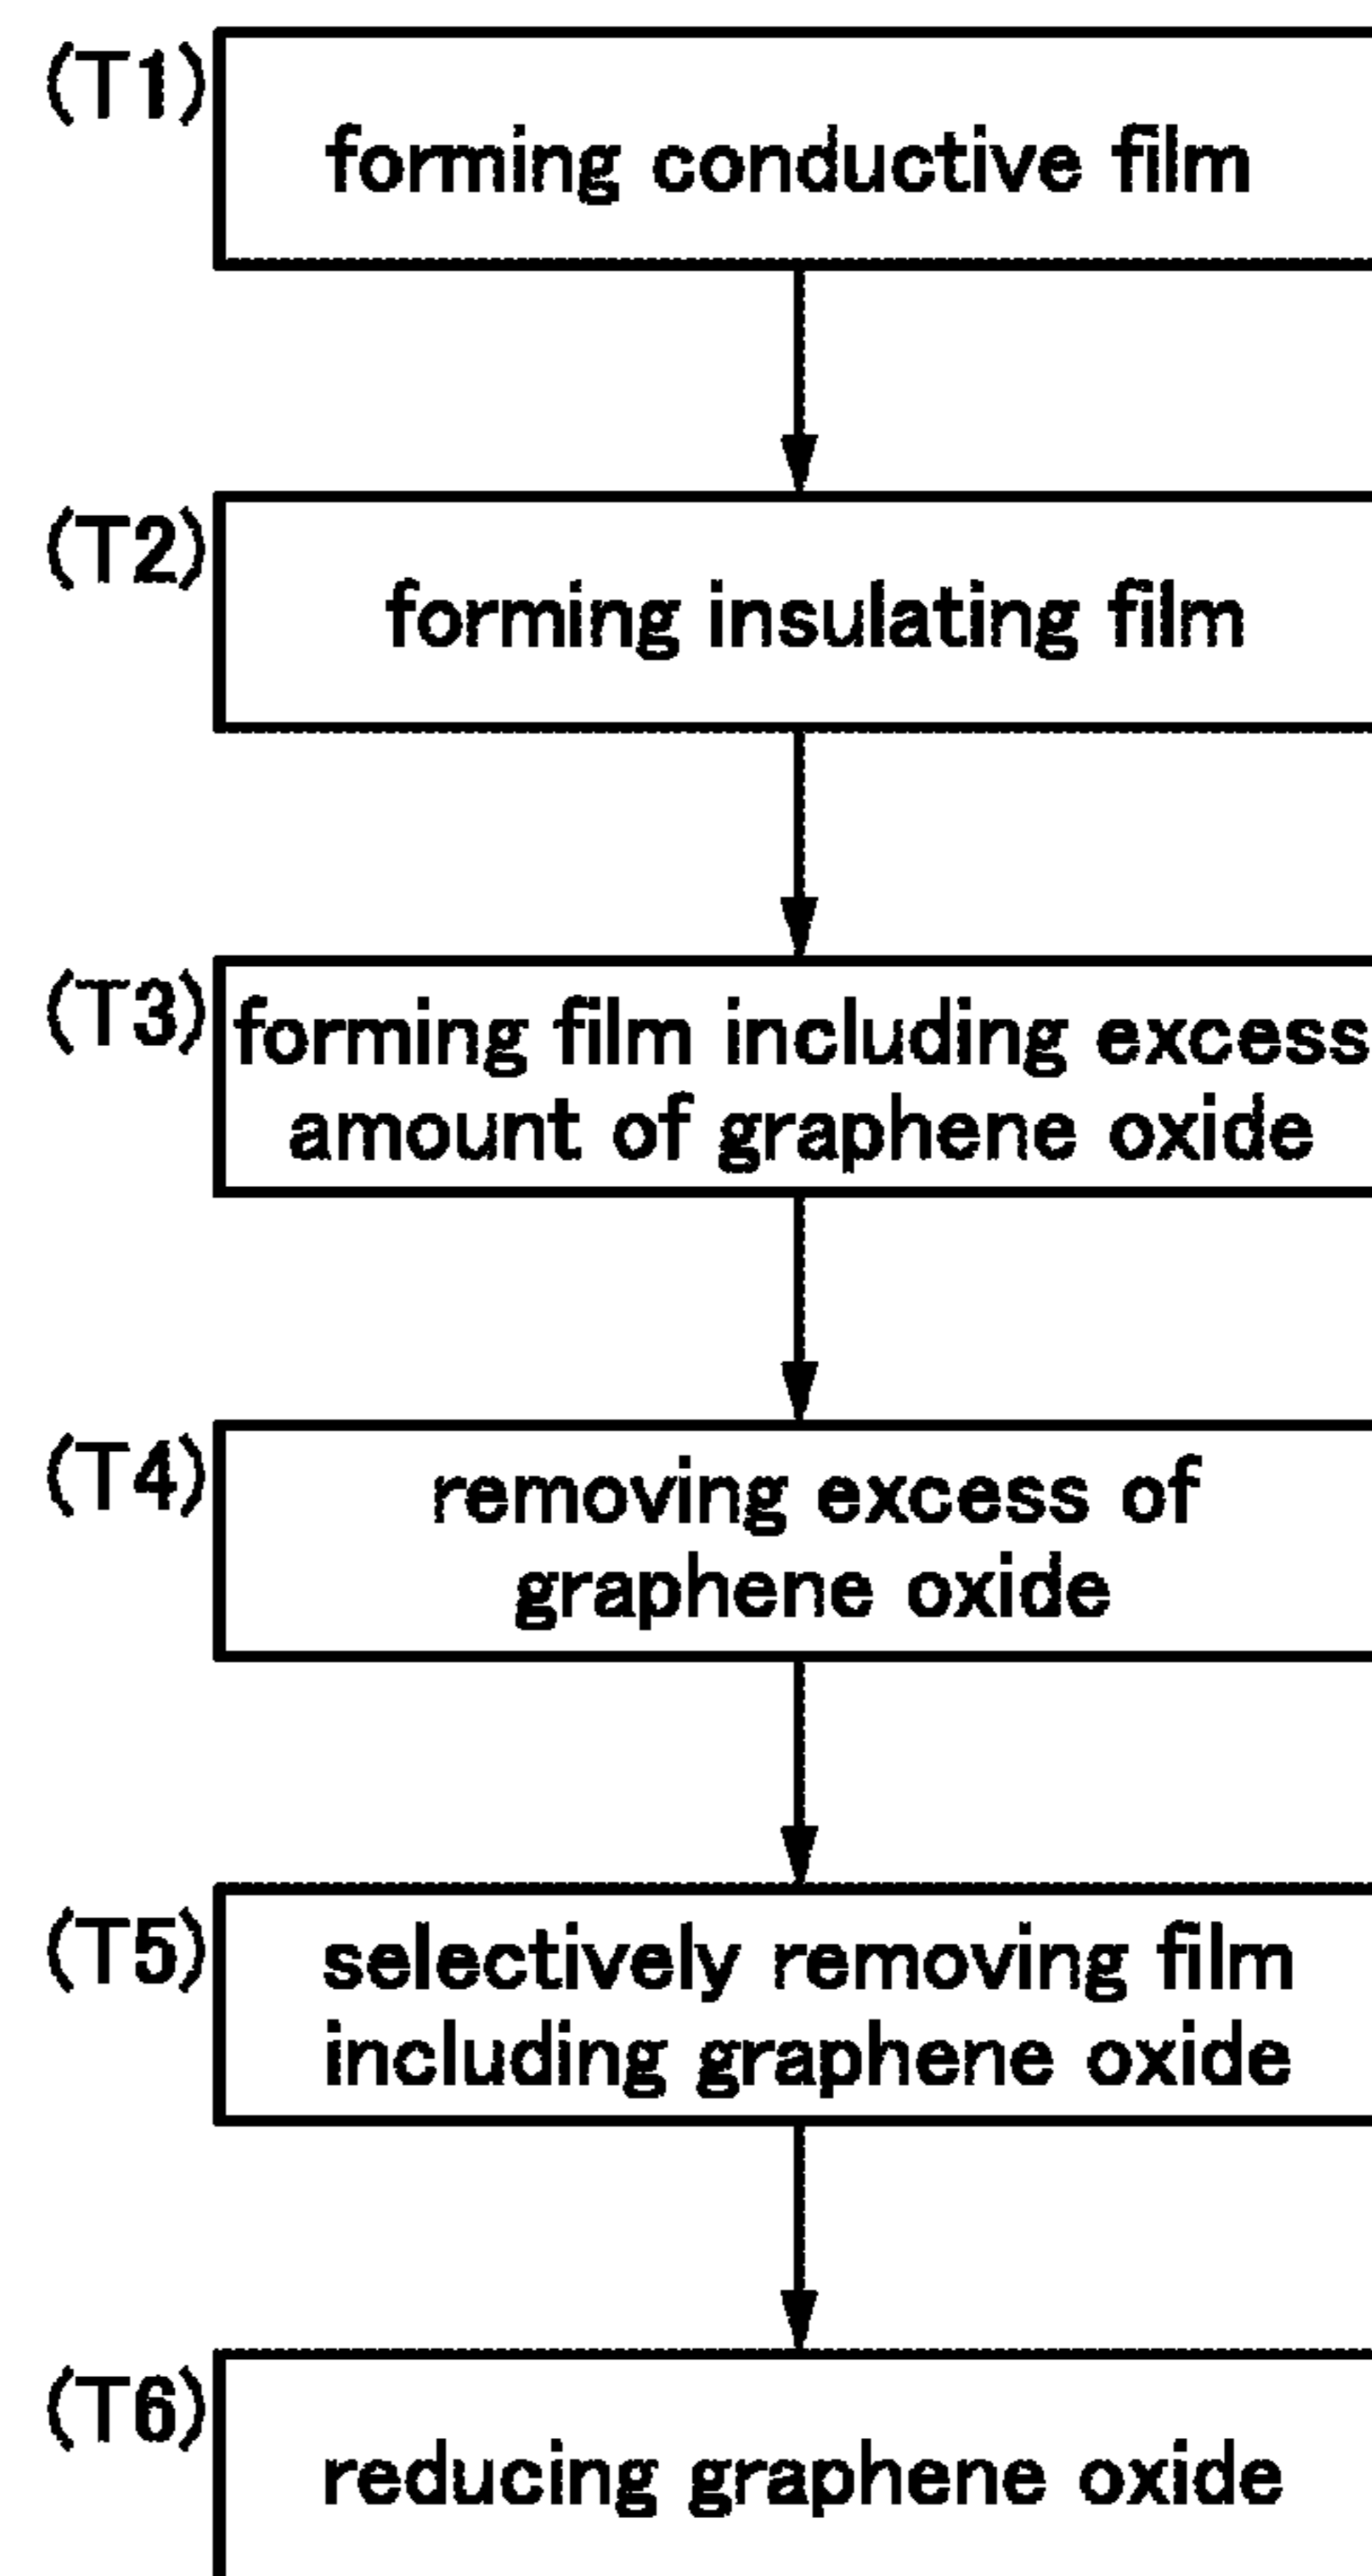 (T1)
forming conductive film
(T2)
forming insulating film
(T3)
forming film including excess
amount of graphene oxide
(T4)
removing excess of
graphene oxide
(T5)
selectively removing film
including graphene oxide
(T6)
reducing graphene oxide